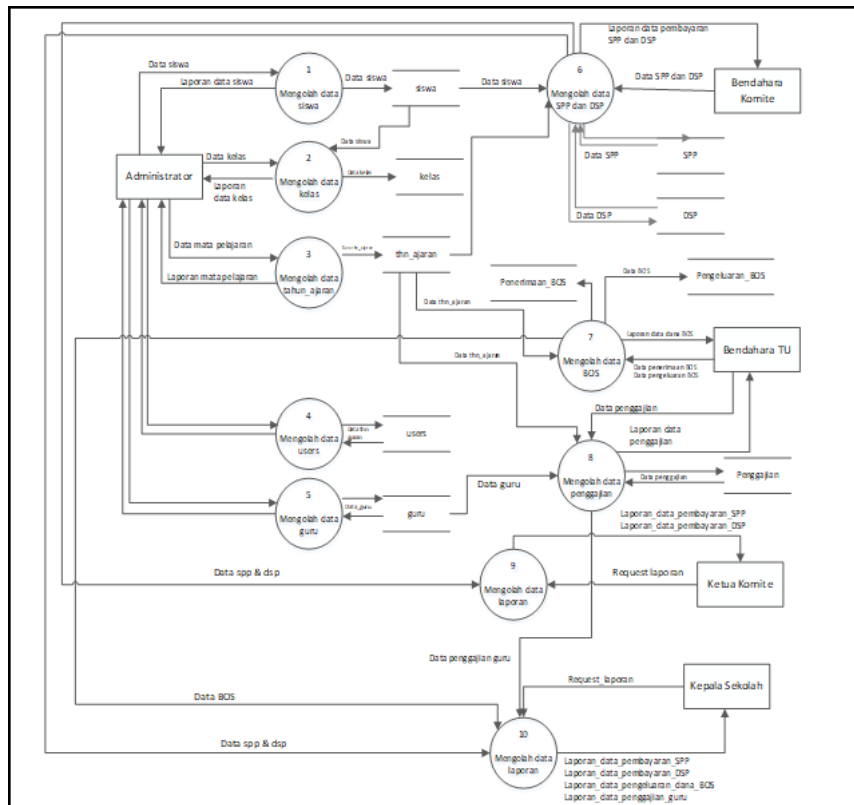 Laporan data pembayaran
SPP dan DSP
Data siswa
Laporan data siswa
1
Mengolah data
siswa
Data siswa
siswa
Data siswa
6
Mengolah data
SPP dan DSP
Data SPP dan DSP
Bendahara
Komite
Data siswa
Data SPP
SPP
Administrator
Data kelas
Laporan
data kelas
2
Mengolah data
kelas
Data kelas
kelas
Data DSP
DSP
Data mata pelajaran
Laporan mata pelajaran
3
Mengolah data
tahun_ajaran
thn_ajaran
Data thn_ajaran
Penerimaan_BOS
Data BOS
Pengeluaran_BOS
7
Mengolah data
BOS
Laporan data dana BOS
Data penerimaan BOS
Data pengeluaran BOS
Bendahara TU
Data thn_ajaran
4
Mengolah data
users
users
Data penggajian
Laporan data
penggajian
8
Mengolah data
penggajian
Data penggajian
Penggajian
5
Mengolah data
guru
Data_guru
guru
Data guru
Laporan_data_pembayaran_SPP
Laporan_data_pembayaran_DSP
9
Mengolah data
laporan
Data spp & dsp
Request laporan
Ketua Komite
Data penggajian guru
Request_laporan
Kepala Sekolah
Data BOS
10
Mengolah data
laporan
Data spp & dsp
Laporan_data_pembayaran_SPP
Laporan_data_pembayaran_DSP
Laporan_data_pengeluaran_dana_BOS
Laporan_data_penggajian_guru